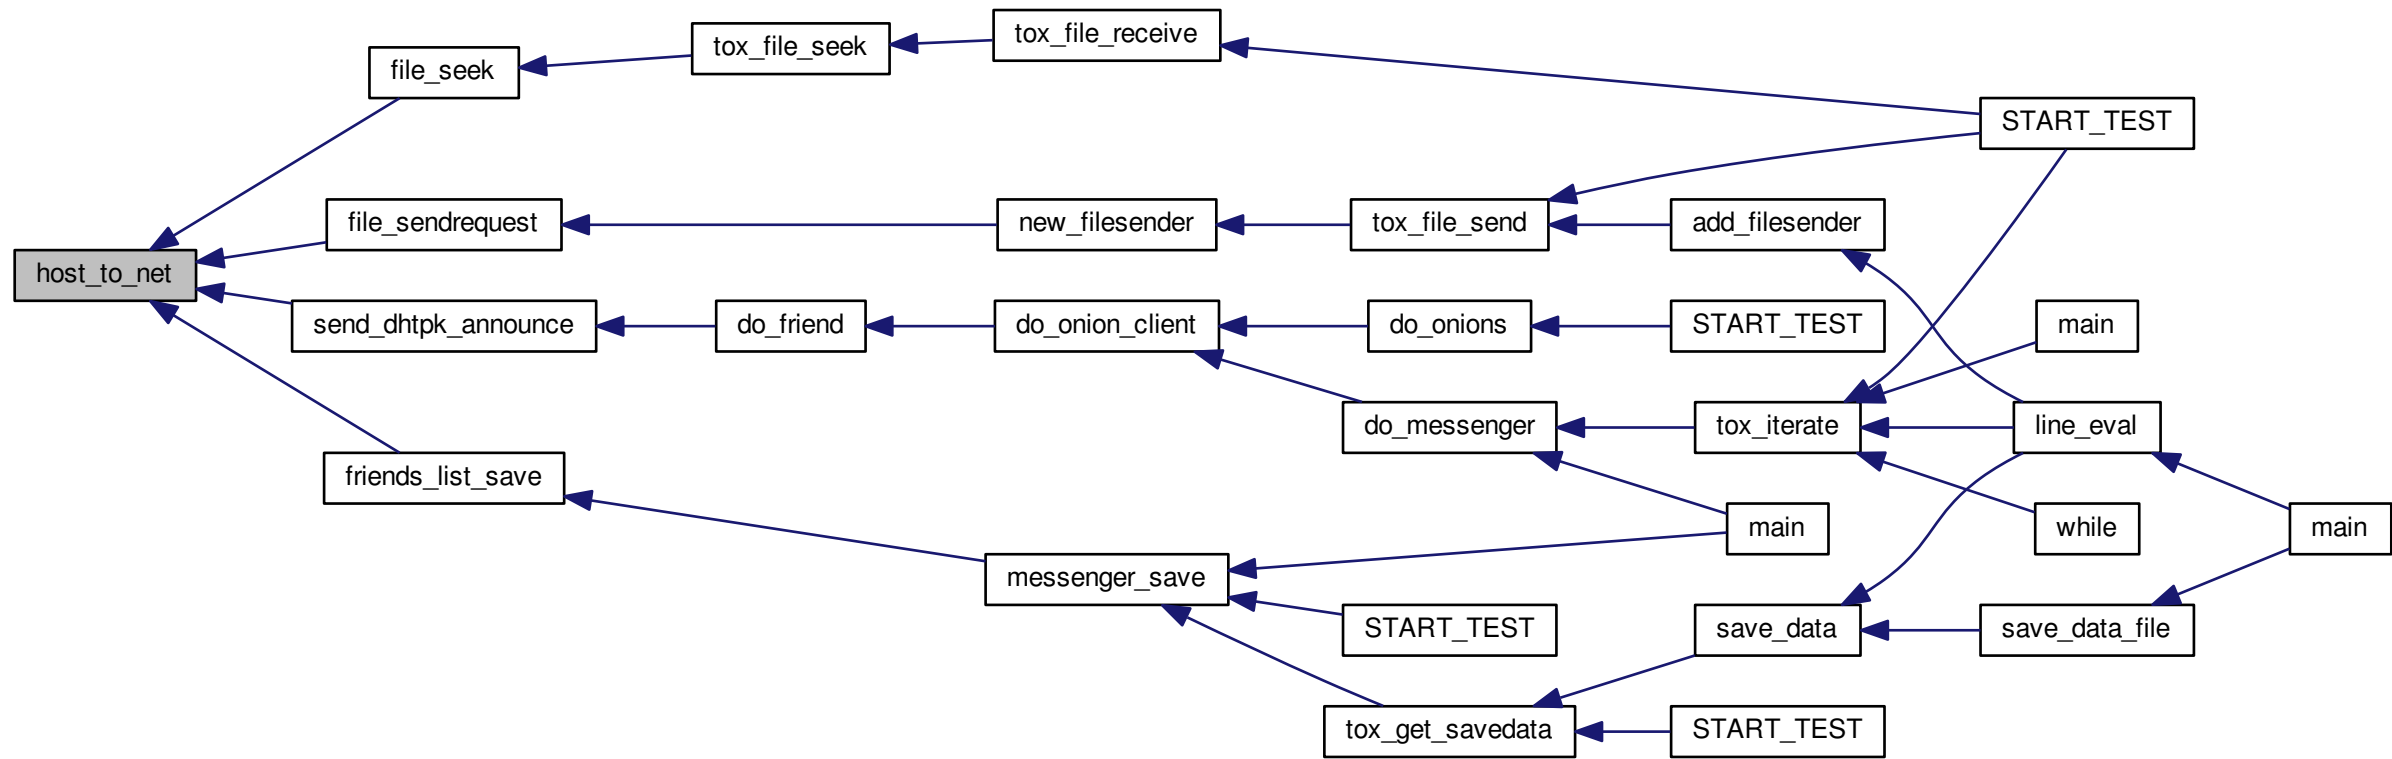 tox_file_receive
tox_file_seek
file_seek
START_TEST
file_sendrequest
new_filesender
tox_file_send
add_filesender
host_to_net
send_dhtpk_announce
do_friend
do_onion_client
do_onions
START_TEST
main
do_messenger
tox_iterate
line_eval
friends_list_save
main
while
main
messenger_save
START_TEST
save_data
save_data_file
tox_get_savedata
START_TEST